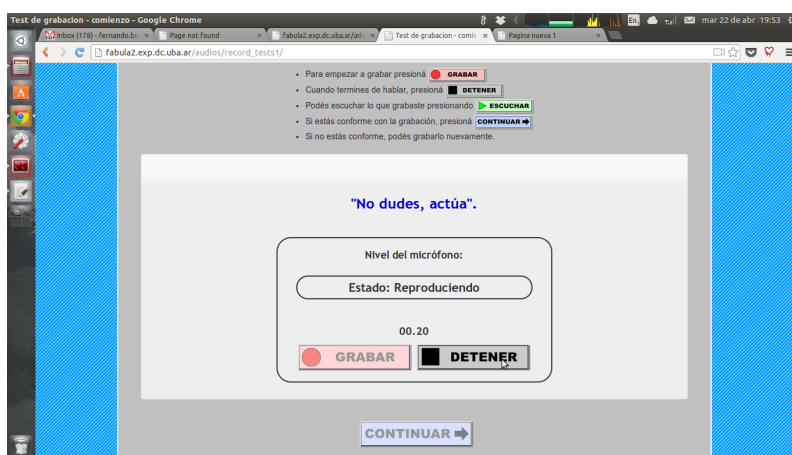 Test de grabacion - comienzo - Google Chrome
En
mar 22 de abr 19:53
Inbox (178) - fernando.bu
Page not found
fabula2.exp.dc.uba.ar/adm
Test de grabacion - comie
Pagina nueva 1
fabula2.exp.dc.uba.ar/audios/record_tests1/
Para empezar a grabar presioná GRABAR
Cuando termines de hablar, presioná DETENER
Podés escuchar lo que grabaste presionando ESCUCHAR
Si estás conforme con la grabación, presioná CONTINUAR
Si no estás conforme, podés grabarlo nuevamente.
"No dudes, actúa".
Nivel del micrófono:
Estado: Reproduciendo
00.20
GRABAR DETENER
CONTINUAR